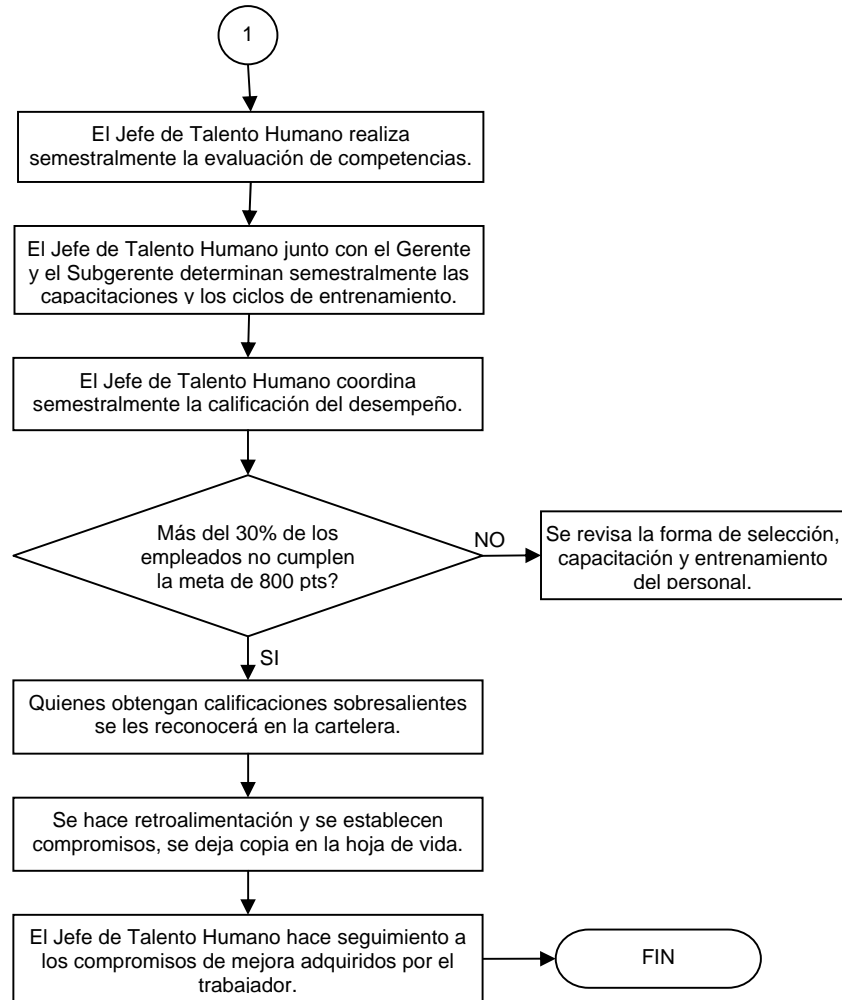 1
El Jefe de Talento Humano realiza
semestralmente la evaluación de competencias.
El Jefe de Talento Humano junto con el Gerente
y el Subgerente determinan semestralmente las
capacitaciones y los ciclos de entrenamiento.
El Jefe de Talento Humano coordina
semestralmente la calificación del desempeño.
Más del 30% de los
empleados no cumplen
la meta de 800 pts?
NO
Se revisa la forma de selección,
capacitación y entrenamiento
del personal.
SI
Quienes obtengan calificaciones sobresalientes
se les reconocerá en la cartelera.
Se hace retroalimentación y se establecen
compromisos, se deja copia en la hoja de vida.
El Jefe de Talento Humano hace seguimiento a
los compromisos de mejora adquiridos por el
trabajador.
FIN